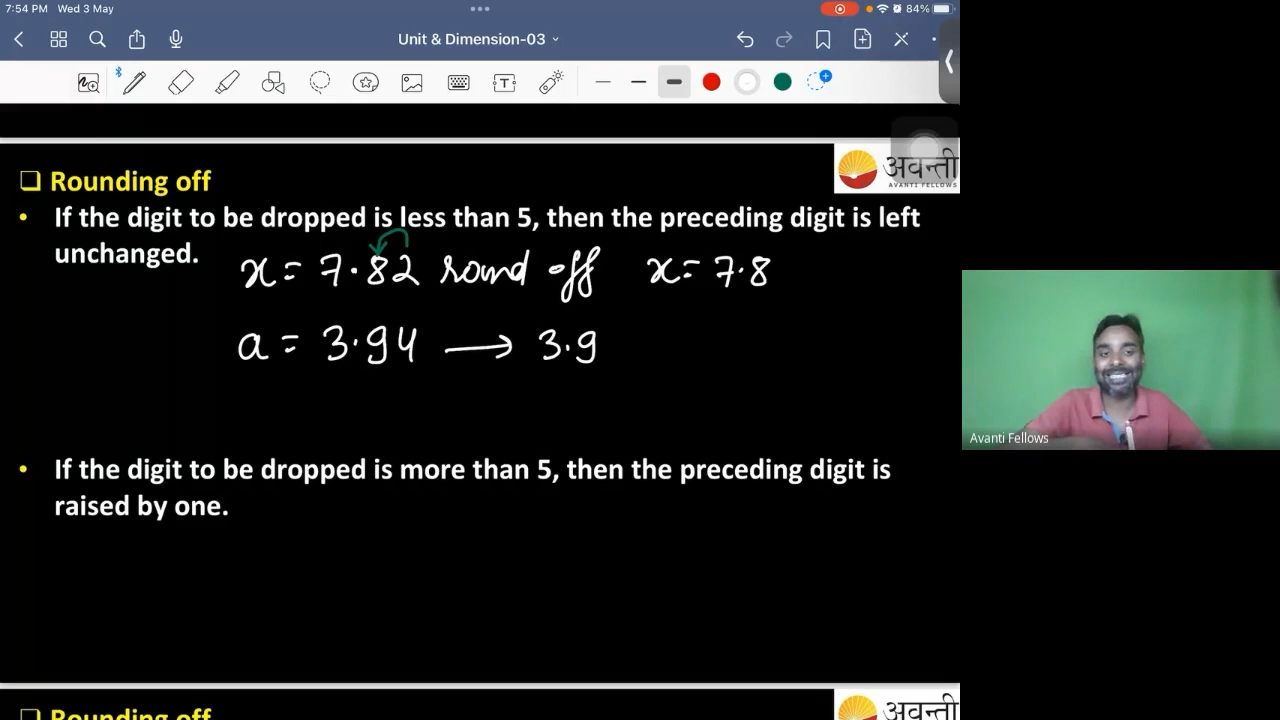 7:54 PM Wed 3 May
84%
Unit & Dimension-03
T
Rounding off
अवन्ती
AVANTI FELLOWS
• If the digit to be dropped is less than 5, then the preceding digit is left
unchanged.
x = 7.82 round off x = 7.8
a = 3.94 → 3.9
Avanti Fellows
• If the digit to be dropped is more than 5, then the preceding digit is
raised by one.
Rounding off
अवन्ती